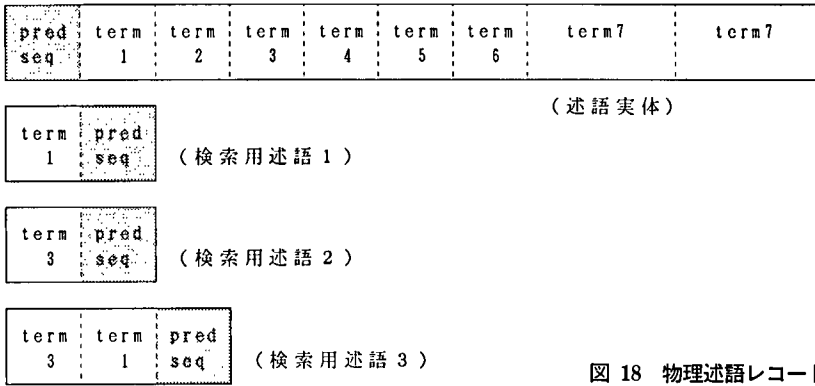 pred term term term term term term term7 term7
seq 1 2 3 4 5 6
(述語実体)
term pred
1 seq (検索用述語1)
term pred
3 seq (検索用述語2)
term term pred
3 1 seq (検索用述語3)
図 18 物理述語レコード